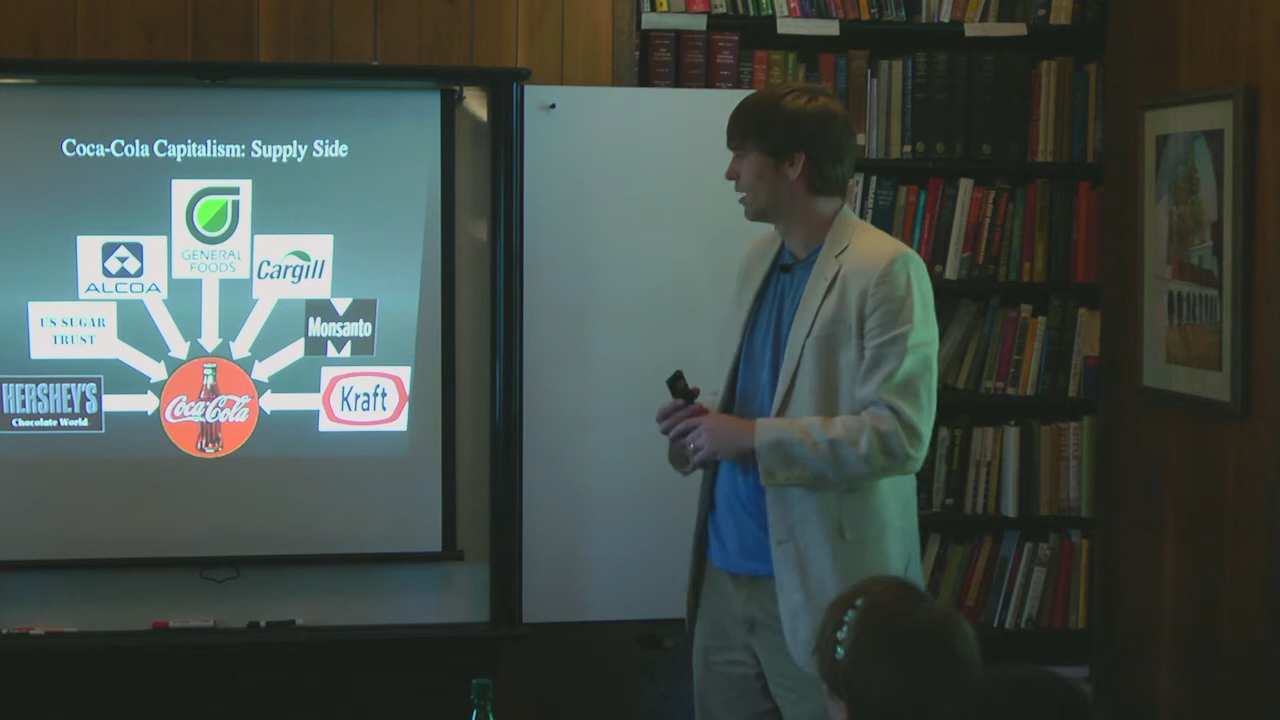 Coca-Cola Capitalism: Supply Side
GENERAL
FOODS
ALCOA
Cargill
US SUGAR
TRUST
Monsanto
HERSHEY'S
Chocolate World
Coca-Cola
Kraft